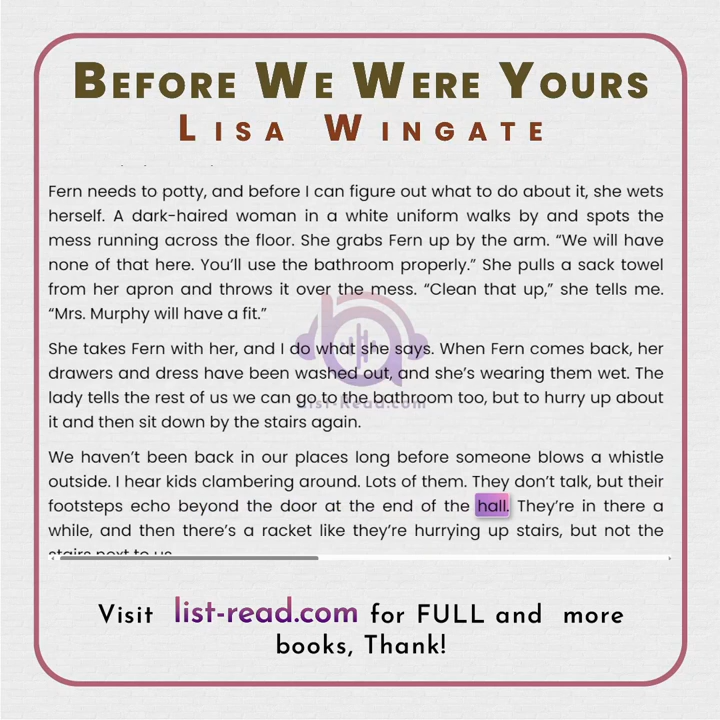 BEFORE WE WERE YOURS
LISA WINGATE
Fern needs to potty, and before I can figure out what to do about it, she wets
herself. A dark-haired woman in a white uniform walks by and spots the
mess running across the floor. She grabs Fern up by the arm. “We will have
none of that here. You’ll use the bathroom properly.” She pulls a sack towel
from her apron and throws it over the mess. “Clean that up,” she tells me.
“Mrs. Murphy will have a fit.”
She takes Fern with her, and I do what she says. When Fern comes back, her
drawers and dress have been washed out, and she’s wearing them wet. The
lady tells the rest of us we can go to the bathroom too, but to hurry up about
list-Read.com
it and then sit down by the stairs again.
We haven’t been back in our places long before someone blows a whistle
outside. I hear kids clambering around. Lots of them. They don’t talk, but their
footsteps echo beyond the door at the end of the hall. They’re in there a
while, and then there’s a racket like they’re hurrying up stairs, but not the
stairs next to us
Visit list-read.com for FULL and more
books, Thank!